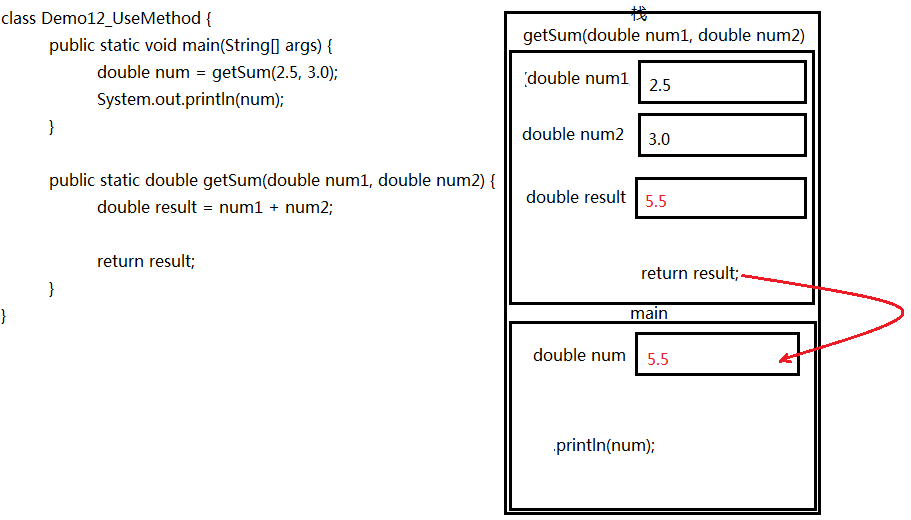 class Demo12_UseMethod {
public static void main(String[] args) {
double num = getSum(2.5, 3.0);
System.out.println(num);
}
public static double getSum(double num1, double num2) {
double result = num1 + num2;
return result;
}
}
栈
getSum(double num1, double num2)
(double num1
2.5
double num2
3.0
double result
5.5
return result;
main
double num
5.5
.println(num);